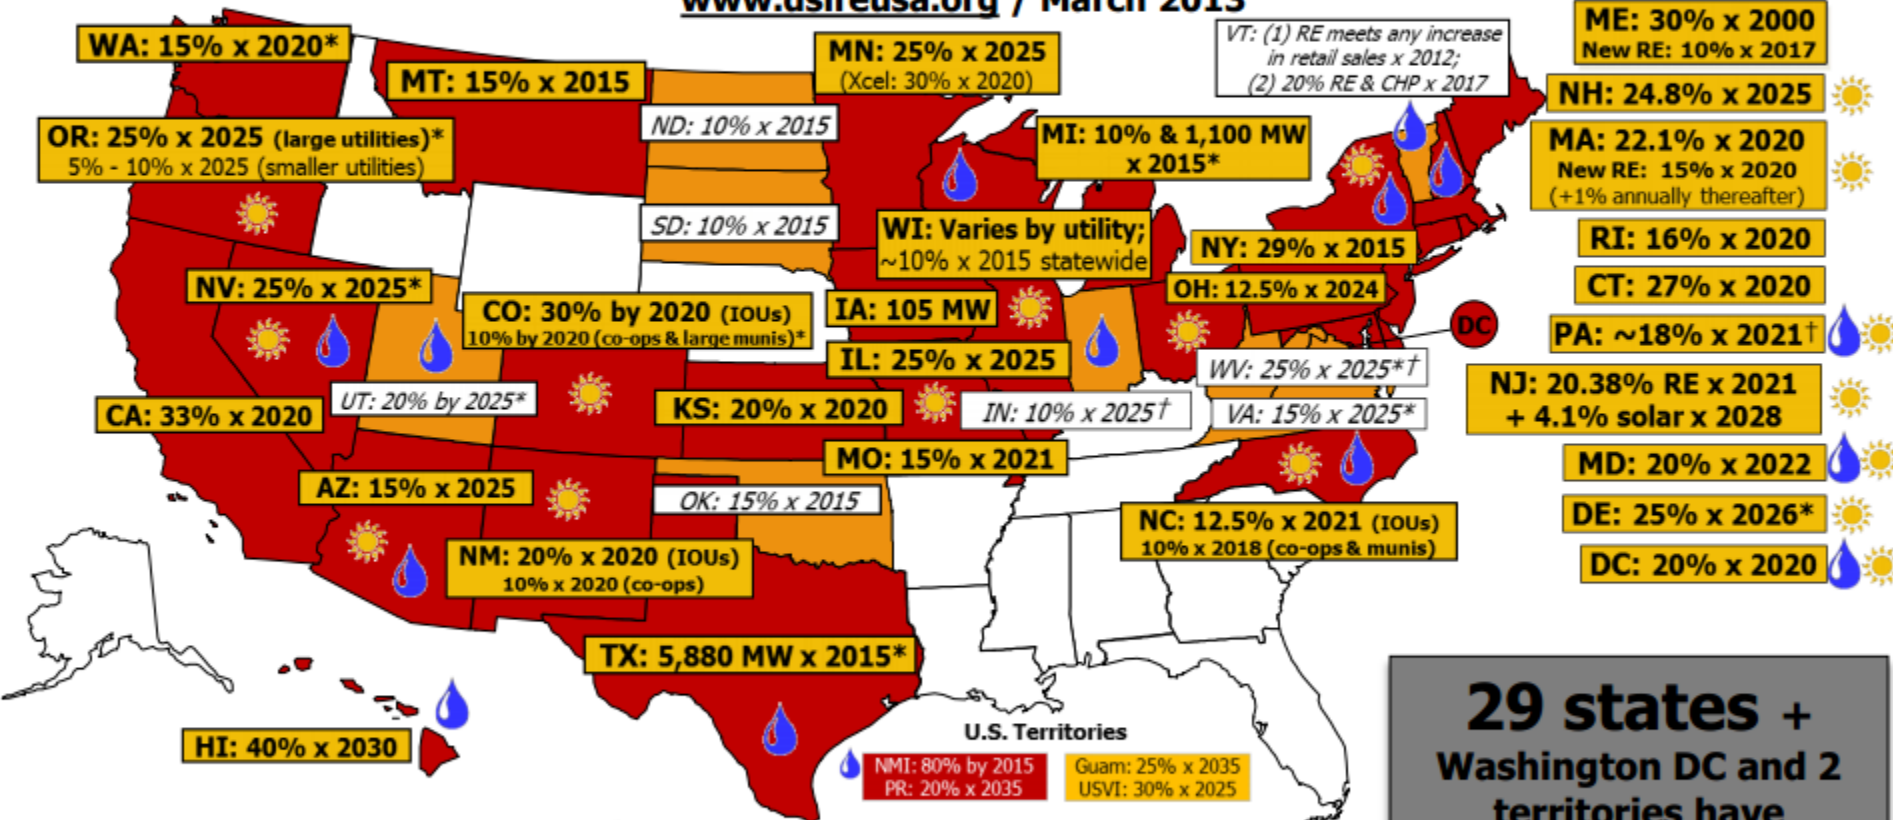 www.dsireusa.org / March 2013
WA: 15% x 2020*
MT: 15% x 2015
MN: 25% x 2025
(Xcel: 30% x 2020)
VT: (1) RE meets any increase
in retail sales x 2012;
(2) 20% RE & CHP x 2017
ME: 30% x 2000
New RE: 10% x 2017
NH: 24.8% x 2025
ND: 10% x 2015
OR: 25% x 2025 (large utilities)*
5% - 10% x 2025 (smaller utilities)
MI: 10% & 1,100 MW
x 2015*
MA: 22.1% x 2020
New RE: 15% x 2020
(+1% annually thereafter)
SD: 10% x 2015
WI: Varies by utility;
~10% x 2015 statewide
NY: 29% x 2015
RI: 16% x 2020
NV: 25% x 2025*
CO: 30% by 2020 (IOUs)
10% by 2020 (co-ops & large munis)*
IA: 105 MW
OH: 12.5% x 2024
CT: 27% x 2020
DC
PA: ~18% x 2021†
IL: 25% x 2025
WV: 25% x 2025*†
UT: 20% by 2025*
CA: 33% x 2020
KS: 20% x 2020
IN: 10% x 2025†
VA: 15% x 2025*
NJ: 20.38% RE x 2021
+ 4.1% solar x 2028
MO: 15% x 2021
MD: 20% x 2022
AZ: 15% x 2025
OK: 15% x 2015
NC: 12.5% x 2021 (IOUs)
10% x 2018 (co-ops & munis)
DE: 25% x 2026*
NM: 20% x 2020 (IOUs)
10% x 2020 (co-ops)
DC: 20% x 2020
TX: 5,880 MW x 2015*
HI: 40% x 2030
U.S. Territories
NMI: 80% by 2015
PR: 20% x 2035
Guam: 25% x 2035
USVI: 30% x 2025
29 states +
Washington DC and 2
territories have